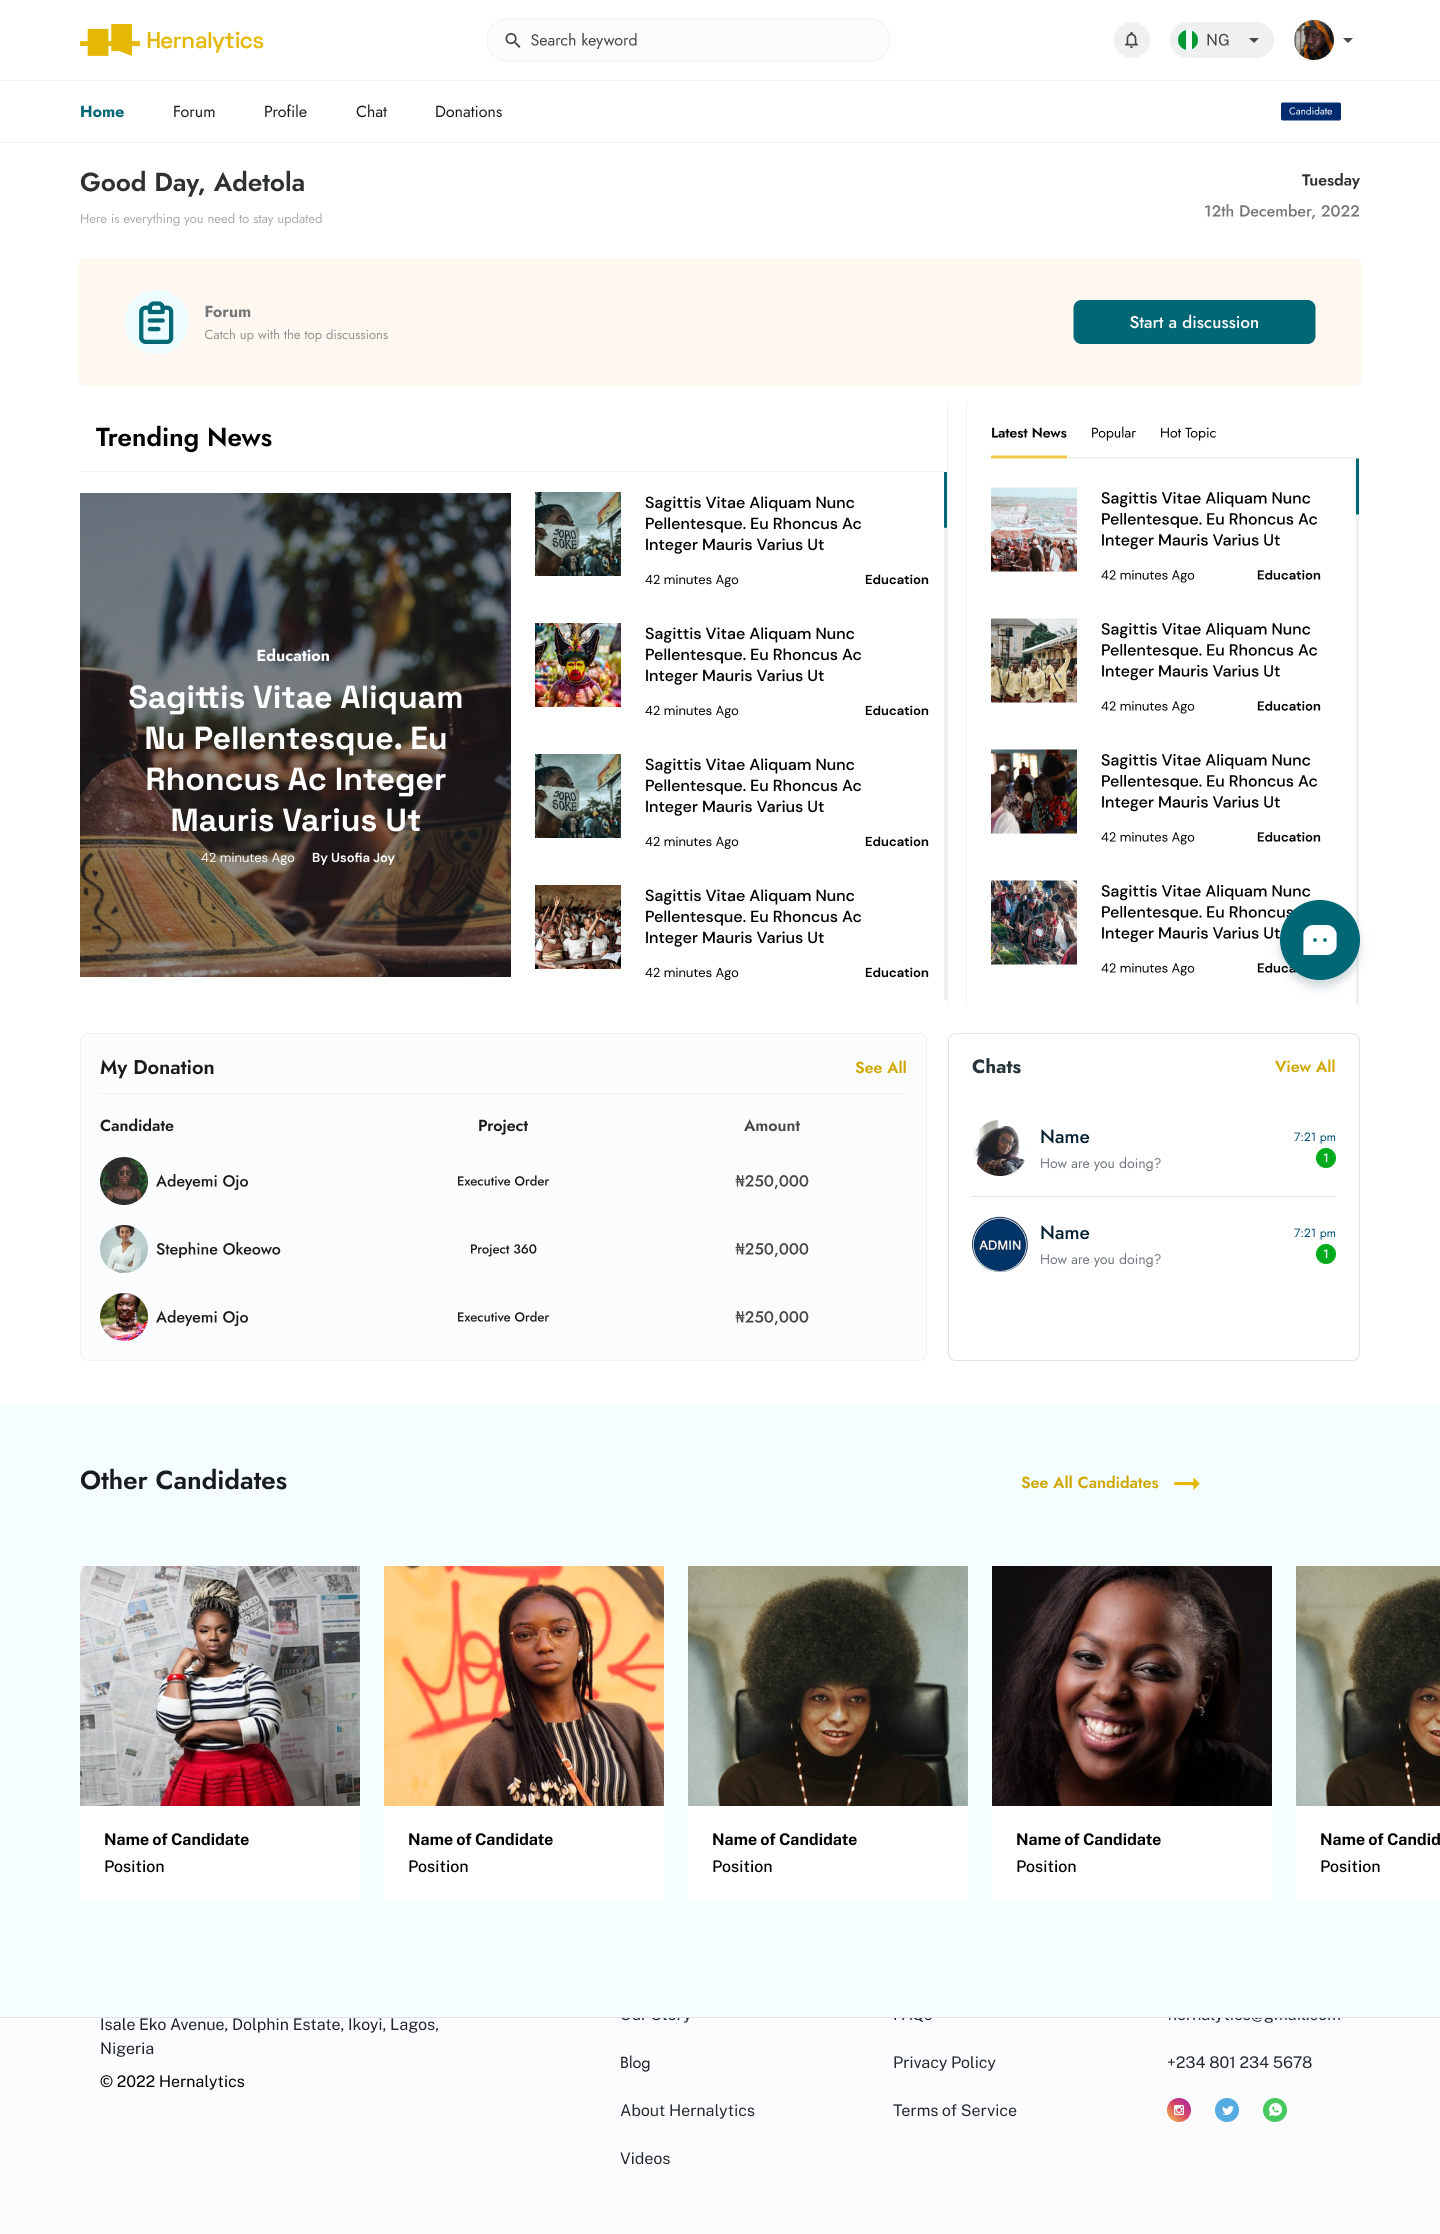 Hernalytics
Search keyword
NG
Home
Forum
Profile
Chat
Donations
Candidate
Good Day, Adetola
Here is everything you need to stay updated
Tuesday
12th December, 2022
Forum
Catch up with the top discussions
Start a discussion
Trending News
Education
Sagittis Vitae Aliquam
Nu Pellentesque. Eu
Rhoncus Ac Integer
Mauris Varius Ut
42 minutes Ago By Usofia Joy
SORO
SOKE
Sagittis Vitae Aliquam Nunc
Pellentesque. Eu Rhoncus Ac
Integer Mauris Varius Ut
42 minutes Ago Education
Sagittis Vitae Aliquam Nunc
Pellentesque. Eu Rhoncus Ac
Integer Mauris Varius Ut
42 minutes Ago Education
SORO
SOKE
Sagittis Vitae Aliquam Nunc
Pellentesque. Eu Rhoncus Ac
Integer Mauris Varius Ut
42 minutes Ago Education
Sagittis Vitae Aliquam Nunc
Pellentesque. Eu Rhoncus Ac
Integer Mauris Varius Ut
42 minutes Ago Education
Latest News
Popular
Hot Topic
Sagittis Vitae Aliquam Nunc
Pellentesque. Eu Rhoncus Ac
Integer Mauris Varius Ut
42 minutes Ago Education
Sagittis Vitae Aliquam Nunc
Pellentesque. Eu Rhoncus Ac
Integer Mauris Varius Ut
42 minutes Ago Education
Sagittis Vitae Aliquam Nunc
Pellentesque. Eu Rhoncus Ac
Integer Mauris Varius Ut
42 minutes Ago Education
Sagittis Vitae Aliquam Nunc
Pellentesque. Eu Rhoncus
Integer Mauris Varius Ut
42 minutes Ago Educa
My Donation
See All
Candidate Project Amount
Adeyemi Ojo Executive Order ₦250,000
Stephine Okeowo Project 360 ₦250,000
Adeyemi Ojo Executive Order ₦250,000
Chats
View All
Name 7:21 pm
How are you doing? 1
ADMIN
Name 7:21 pm
How are you doing? 1
Other Candidates
See All Candidates
Name of Candidate
Position
Name of Candidate
Position
Name of Candidate
Position
Name of Candidate
Position
Name of Candid
Position
Isale Eko Avenue, Dolphin Estate, Ikoyi, Lagos,
Nigeria
© 2022 Hernalytics
Our Story
Blog
About Hernalytics
Videos
FAQs
Privacy Policy
Terms of Service
hernalytics@gmail.com
+234 801 234 5678